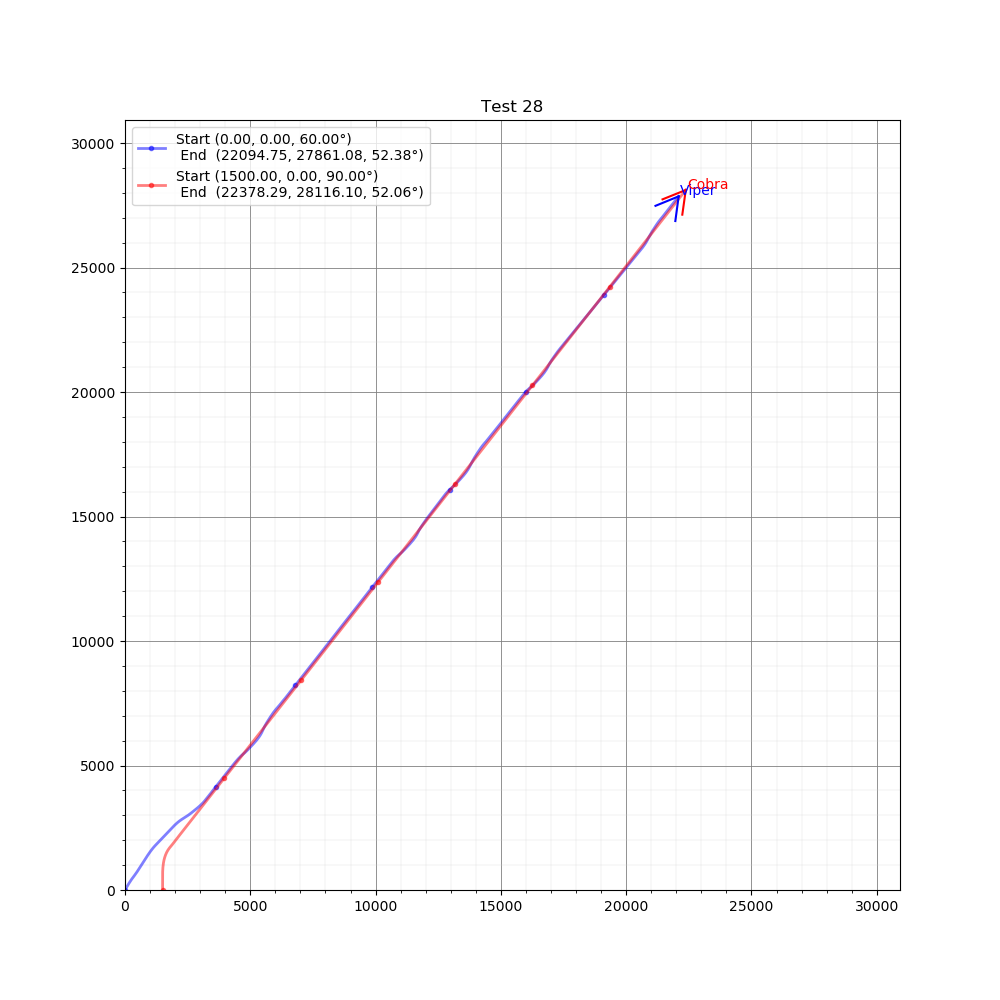 Test 28
Start (0.00, 0.00, 60.00°)
End  (22094.75, 27861.08, 52.38°)
Start (1500.00, 0.00, 90.00°)
End  (22378.29, 28116.10, 52.06°)
Cobra
Viper
30000
25000
20000
15000
10000
5000
0
0 5000 10000 15000 20000 25000 30000